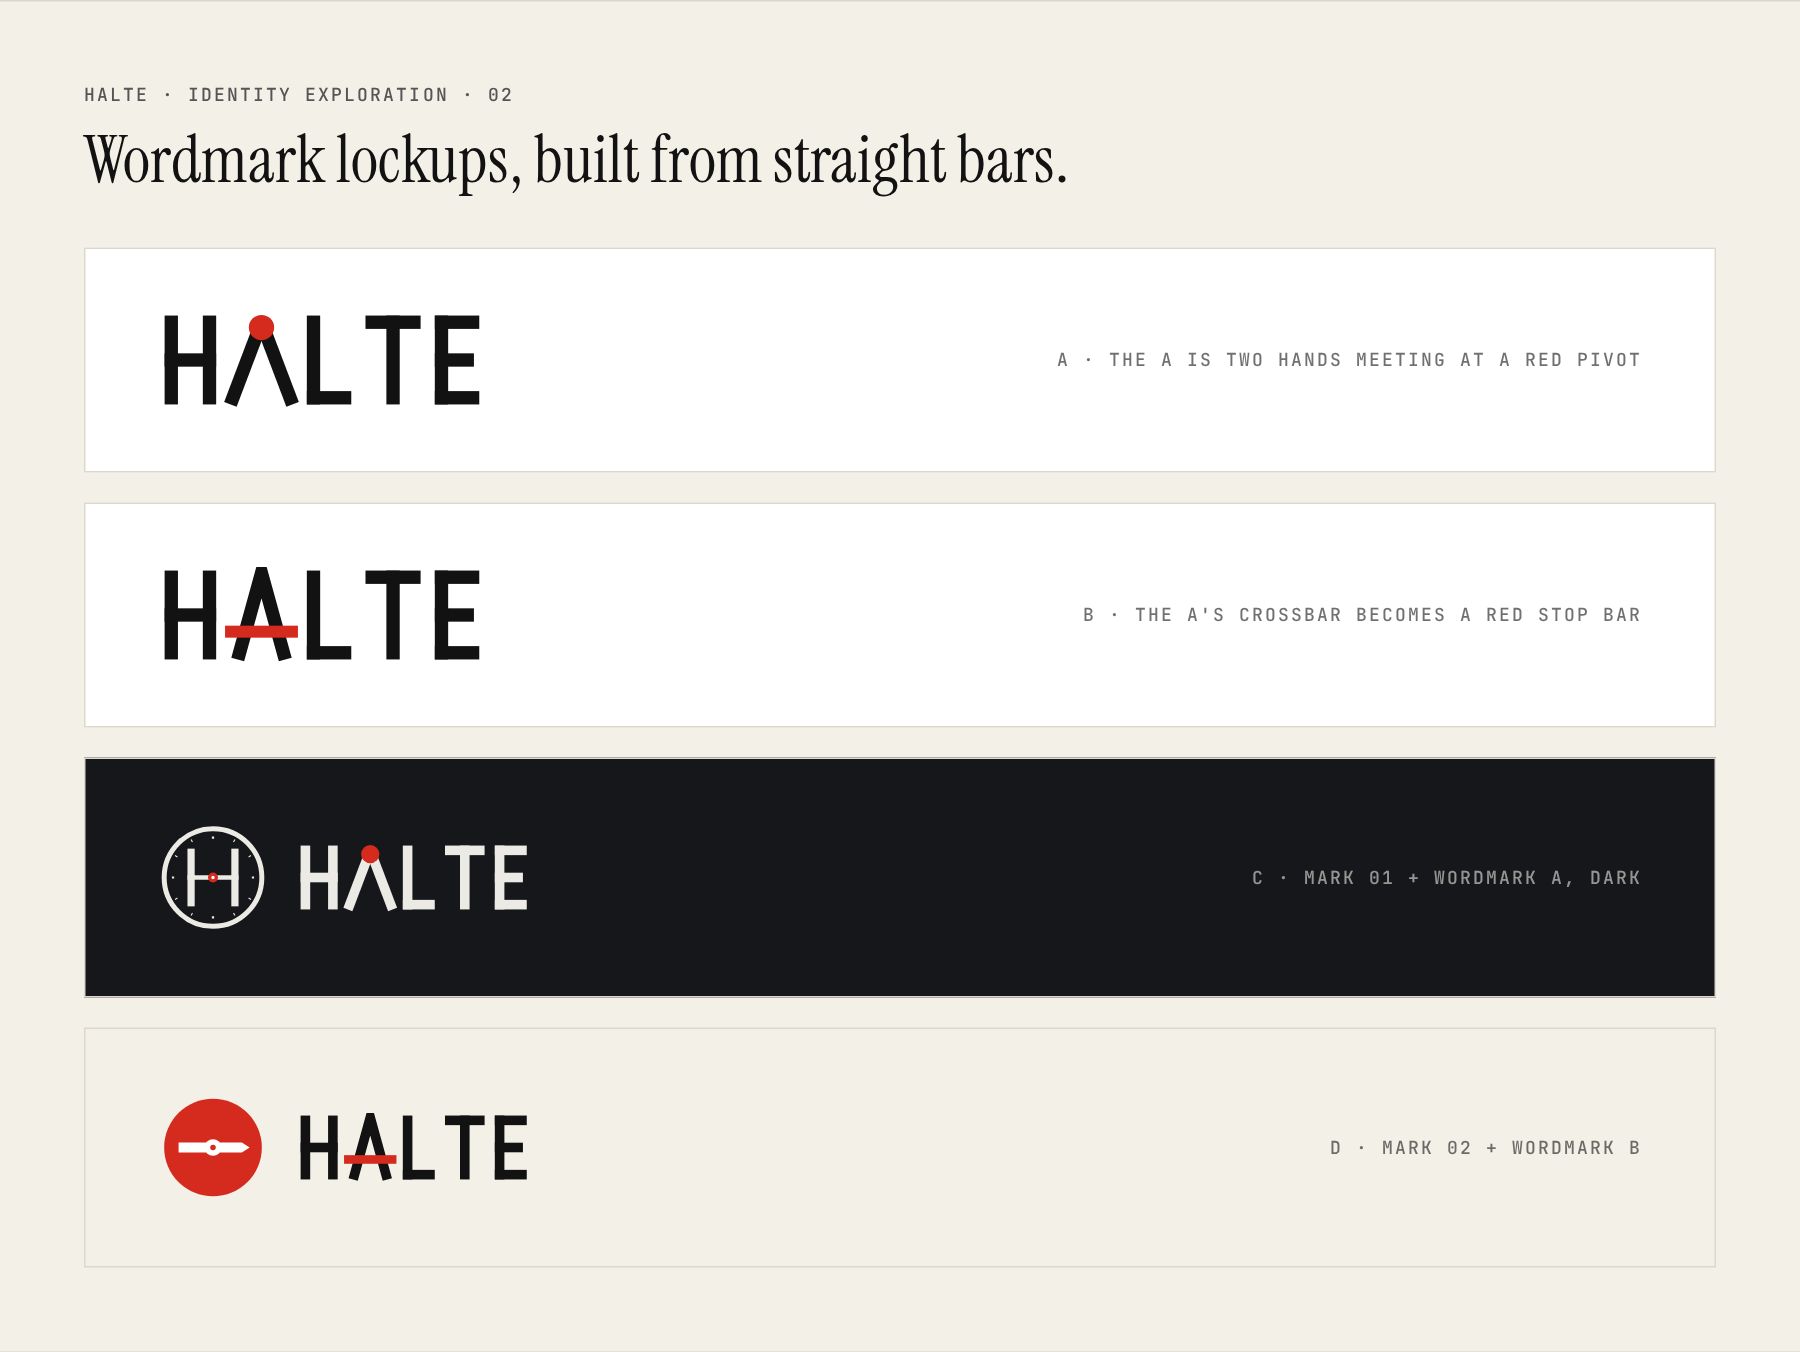 HALTE · IDENTITY EXPLORATION · 02
Wordmark lockups, built from straight bars.
HALTE
A · THE A IS TWO HANDS MEETING AT A RED PIVOT
HALTE
B · THE A'S CROSSBAR BECOMES A RED STOP BAR
H HALTE
C · MARK 01 + WORDMARK A, DARK
HALTE
D · MARK 02 + WORDMARK B